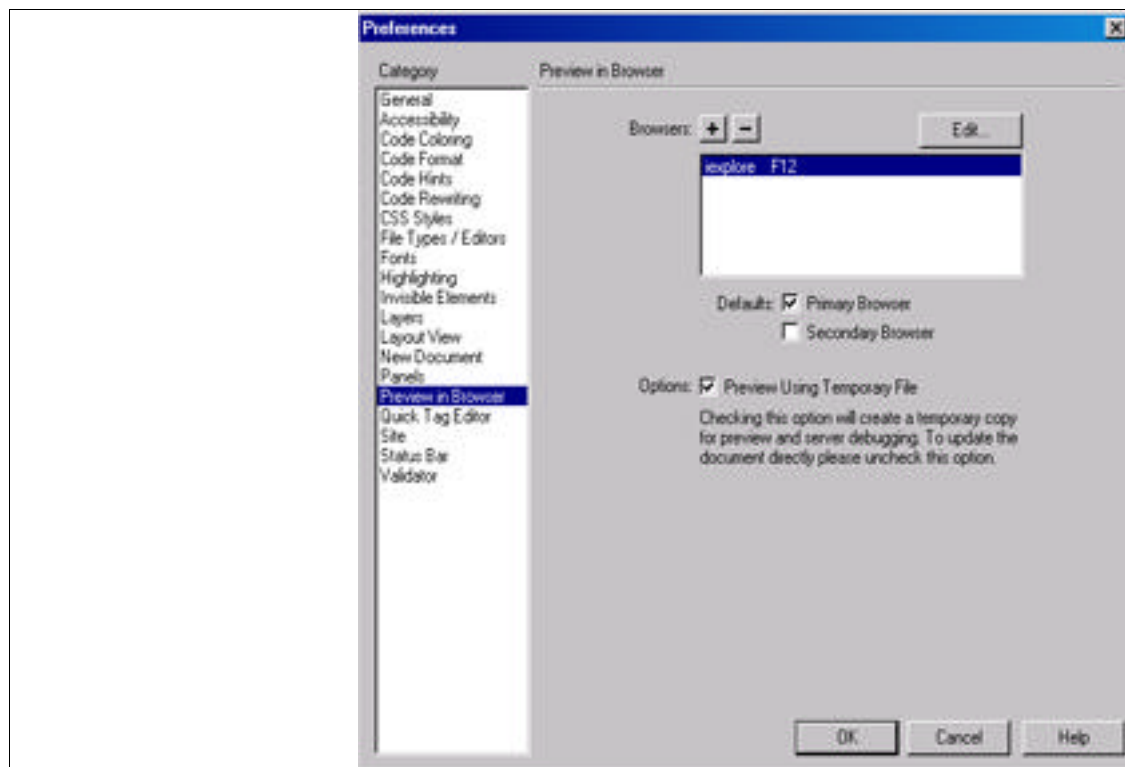 Preferences
Category
Preview in Browser
General
Accessibility
Code Coloring
Code Format
Code Hints
Code Rewriting
CSS Styles
File Types / Editors
Fonts
Highlighting
Invisible Elements
Layers
Layout View
New Document
Panels
Preview in Browser
Quick Tag Editor
Site
Status Bar
Validator
Browsers: + − Edit...
iexplore F12
Defaults: Primary Browser
Secondary Browser
Options: Preview Using Temporary File
Checking this option will create a temporary copy
for preview and server debugging. To update the
document directly please uncheck this option.
OK Cancel Help